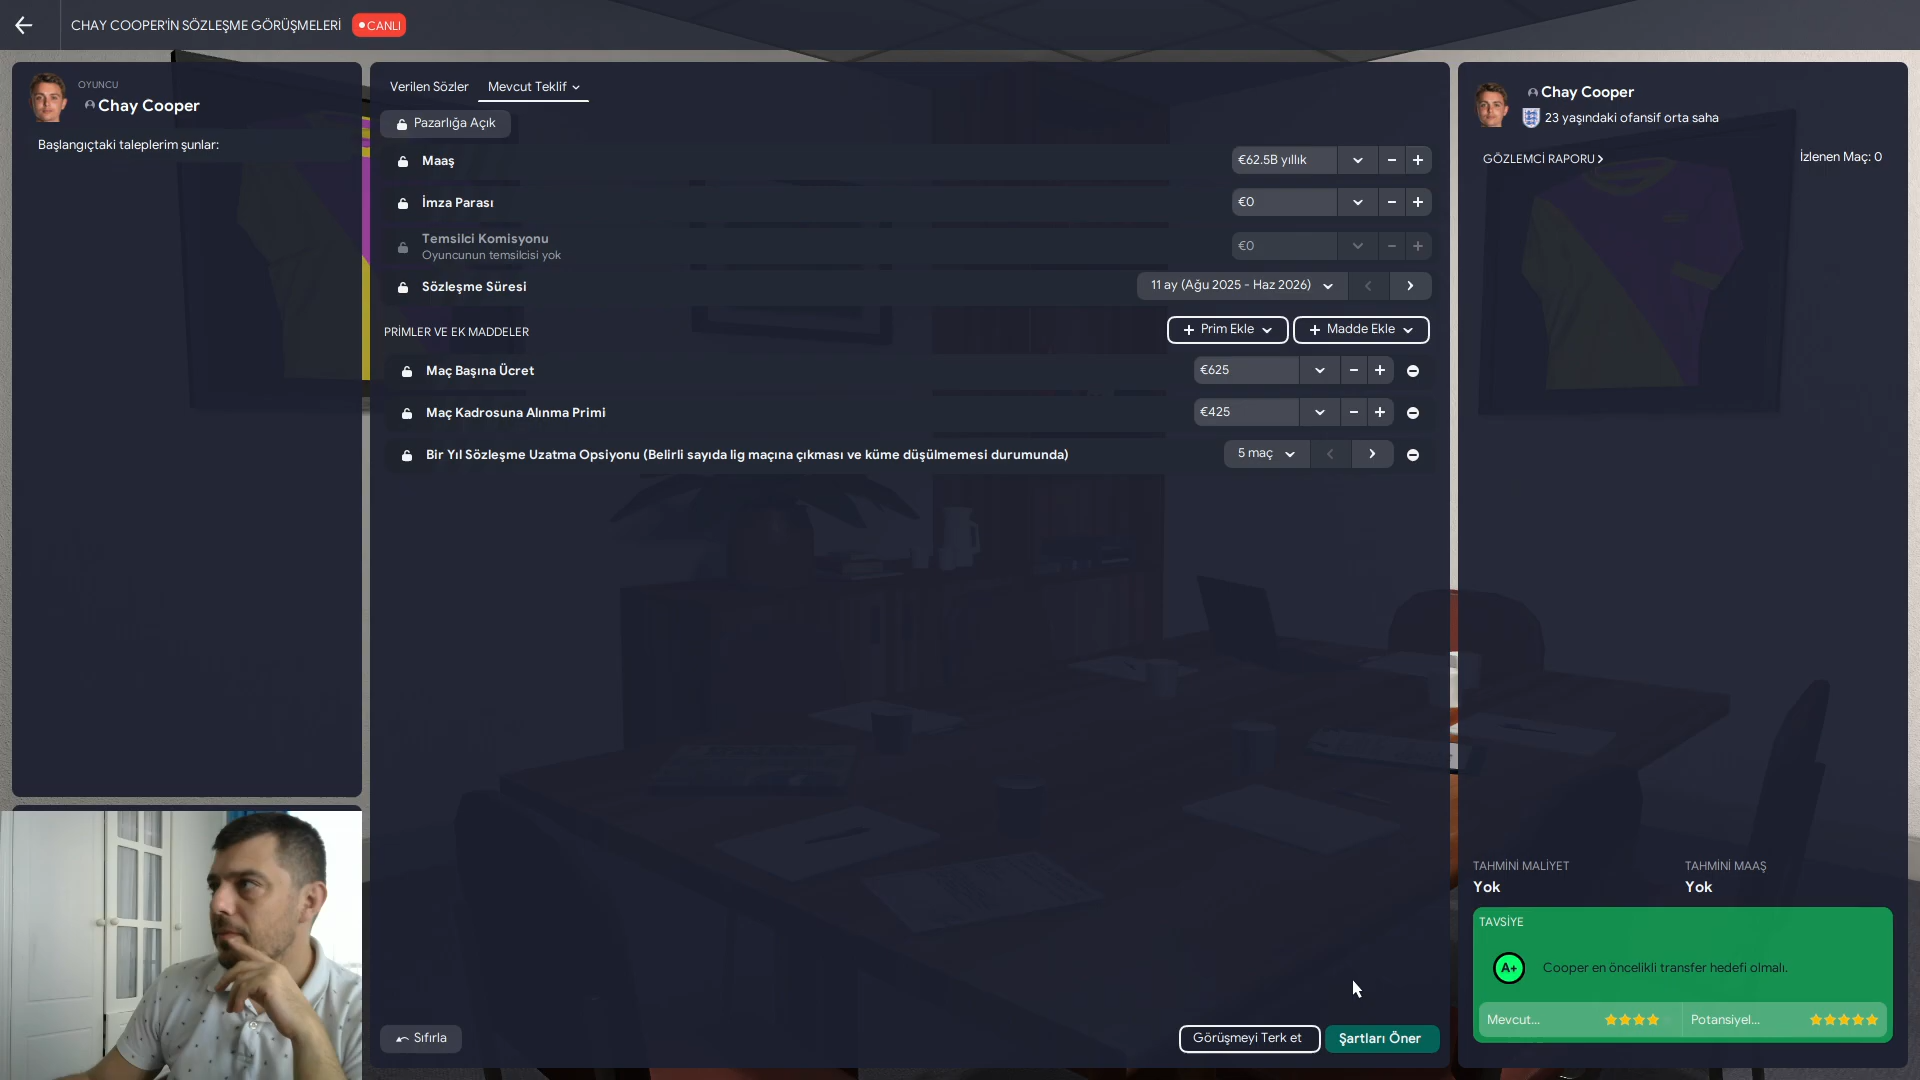 CHAY COOPER'İN SÖZLEŞME GÖRÜŞMELERİ
CANLI
OYUNCU
Chay Cooper
Başlangıçtaki taleplerim şunlar:
Verilen Sözler
Mevcut Teklif
Pazarlığa Açık
Maaş
€62.5B yıllık
İmza Parası
€0
Temsilci Komisyonu
Oyuncunun temsilcisi yok
€0
Sözleşme Süresi
11 ay (Ağu 2025 - Haz 2026)
PRİMLER VE EK MADDELER
Prim Ekle
Madde Ekle
Maç Başına Ücret
€625
Maç Kadrosuna Alınma Primi
€425
Bir Yıl Sözleşme Uzatma Opsiyonu (Belirli sayıda lig maçına çıkması ve küme düşülmemesi durumunda)
5 maç
Sıfırla
Görüşmeyi Terk et
Şartları Öner
Chay Cooper
23 yaşındaki ofansif orta saha
GÖZLEMCİ RAPORU
İzlenen Maç: 0
TAHMİNİ MALİYET
TAHMİNİ MAAŞ
Yok
Yok
TAVSİYE
A+
Cooper en öncelikli transfer hedefi olmalı.
Mevcut...
Potansiyel...